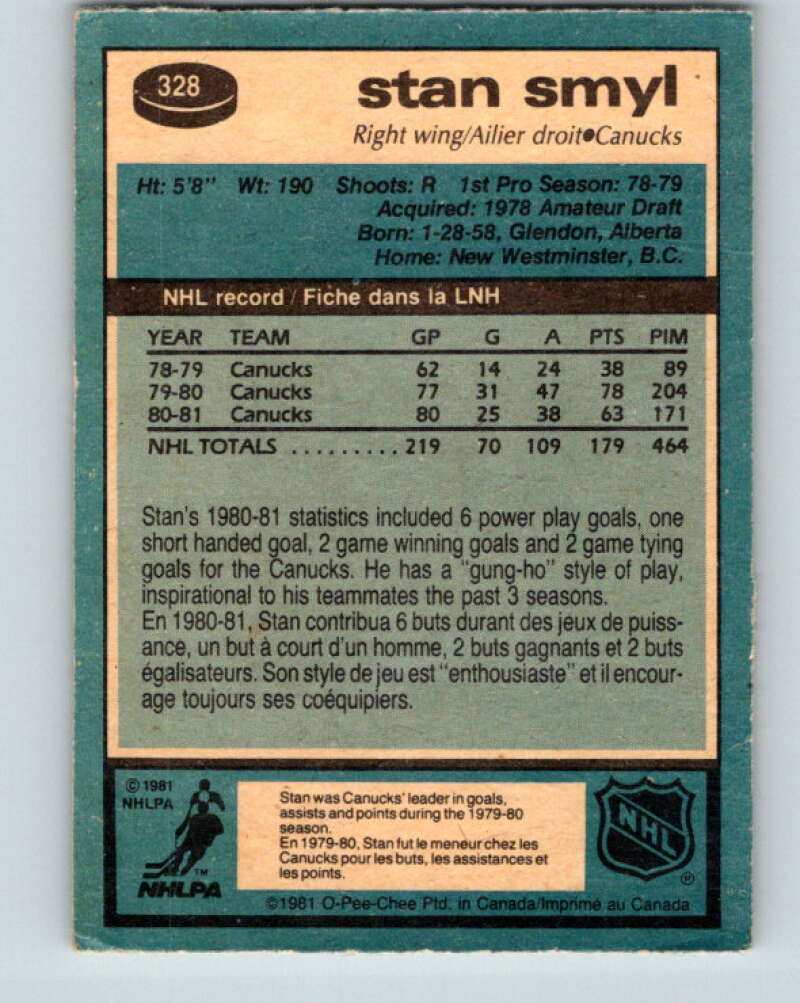 328
stan smyl
Right wing/Ailier droit●Canucks
Ht: 5'8" Wt: 190 Shoots: R 1st Pro Season: 78-79
Acquired: 1978 Amateur Draft
Born: 1-28-58, Glendon, Alberta
Home: New Westminster, B.C.
NHL record / Fiche dans la LNH
YEAR TEAM GP G A PTS PIM
78-79 Canucks 62 14 24 38 89
79-80 Canucks 77 31 47 78 204
80-81 Canucks 80 25 38 63 171
NHL TOTALS .......... 219 70 109 179 464
Stan's 1980-81 statistics included 6 power play goals, one
short handed goal, 2 game winning goals and 2 game tying
goals for the Canucks. He has a "gung-ho" style of play,
inspirational to his teammates the past 3 seasons.
En 1980-81, Stan contribua 6 buts durant des jeux de puiss-
ance, un but à court d'un homme, 2 buts gagnants et 2 buts
égalisateurs. Son style de jeu est "enthousiaste" et il encour-
age toujours ses coéquipiers.
© 1981
NHLPA
TM
NHLPA
Stan was Canucks' leader in goals,
assists and points during the 1979-80
season.
En 1979-80, Stan fut le meneur chez les
Canucks pour les buts, les assistances et
les points.
NHL
®
©1981 O-Pee-Chee Ptd. in Canada/Imprimé au Canada